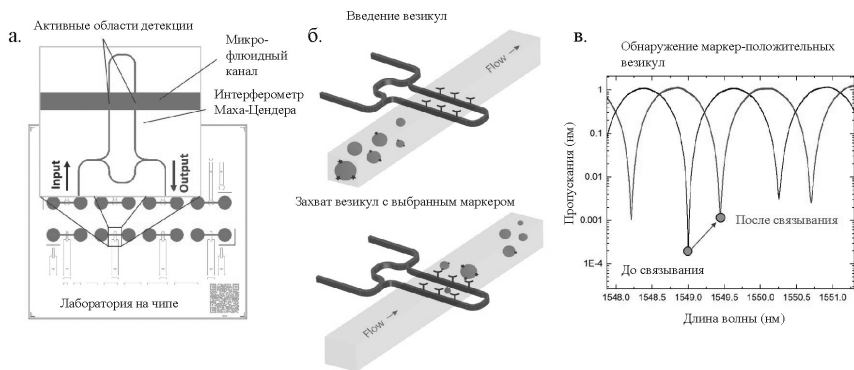 а.
Активные области детекции
Микро-
флюидный
канал
Интерферометр
Маха-Цендера
Input
Output
Лаборатория на чипе
б.
Введение везикул
Flow
Захват везикул с выбранным маркером
Flow
в.
Обнаружение маркер-положительных
везикул
Пропускания (нм)
1
0.1
0.01
0.001
1E-4
После связывания
До связывания
1548.0 1548.5 1549.0 1549.5 1550.0 1550.5 1551.0
Длина волны (нм)